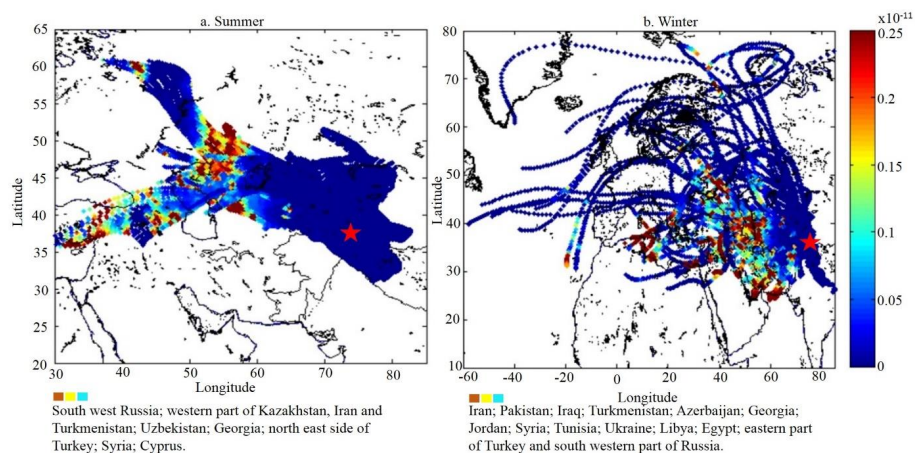 a. Summer
b. Winter
x10-11
65
60
55
50
45
40
35
30
25
20
Latitude
30
40
50
60
70
80
Longitude
80
70
60
50
40
30
20
10
Latitude
-60
-40
-20
0
20
40
60
80
Longitude
0.25
0.2
0.15
0.1
0.05
0
South west Russia; western part of Kazakhstan, Iran and
Turkmenistan; Uzbekistan; Georgia; north east side of
Turkey; Syria; Cyprus.
Iran; Pakistan; Iraq; Turkmenistan; Azerbaijan; Georgia;
Jordan; Syria; Tunisia; Ukraine; Libya; Egypt; eastern part
of Turkey and south western part of Russia.